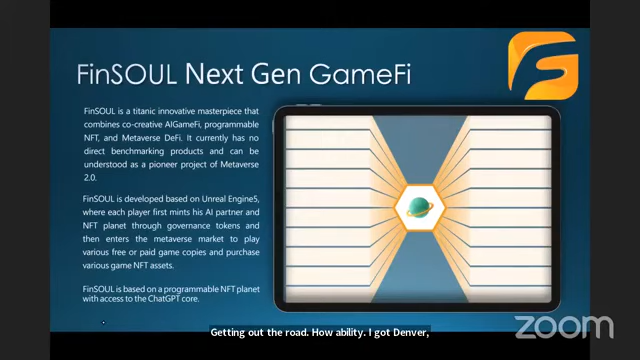 FinSOUL Next Gen GameFi
FinSOUL is a titanic innovative masterpiece that
combines co-creative AIGameFi, programmable
NFT, and Metaverse DeFi. It currently has no
direct benchmarking products and can be
understood as a pioneer project of Metaverse
2.0.
FinSOUL is developed based on Unreal Engine5,
where each player first mints his AI partner and
NFT planet through governance tokens and
then enters the metaverse market to play
various free or paid game copies and purchase
various game NFT assets.
FinSOUL is based on a programmable NFT planet
with access to the ChatGPT core.
Getting out the road. How ability. I got Denver,
zoom